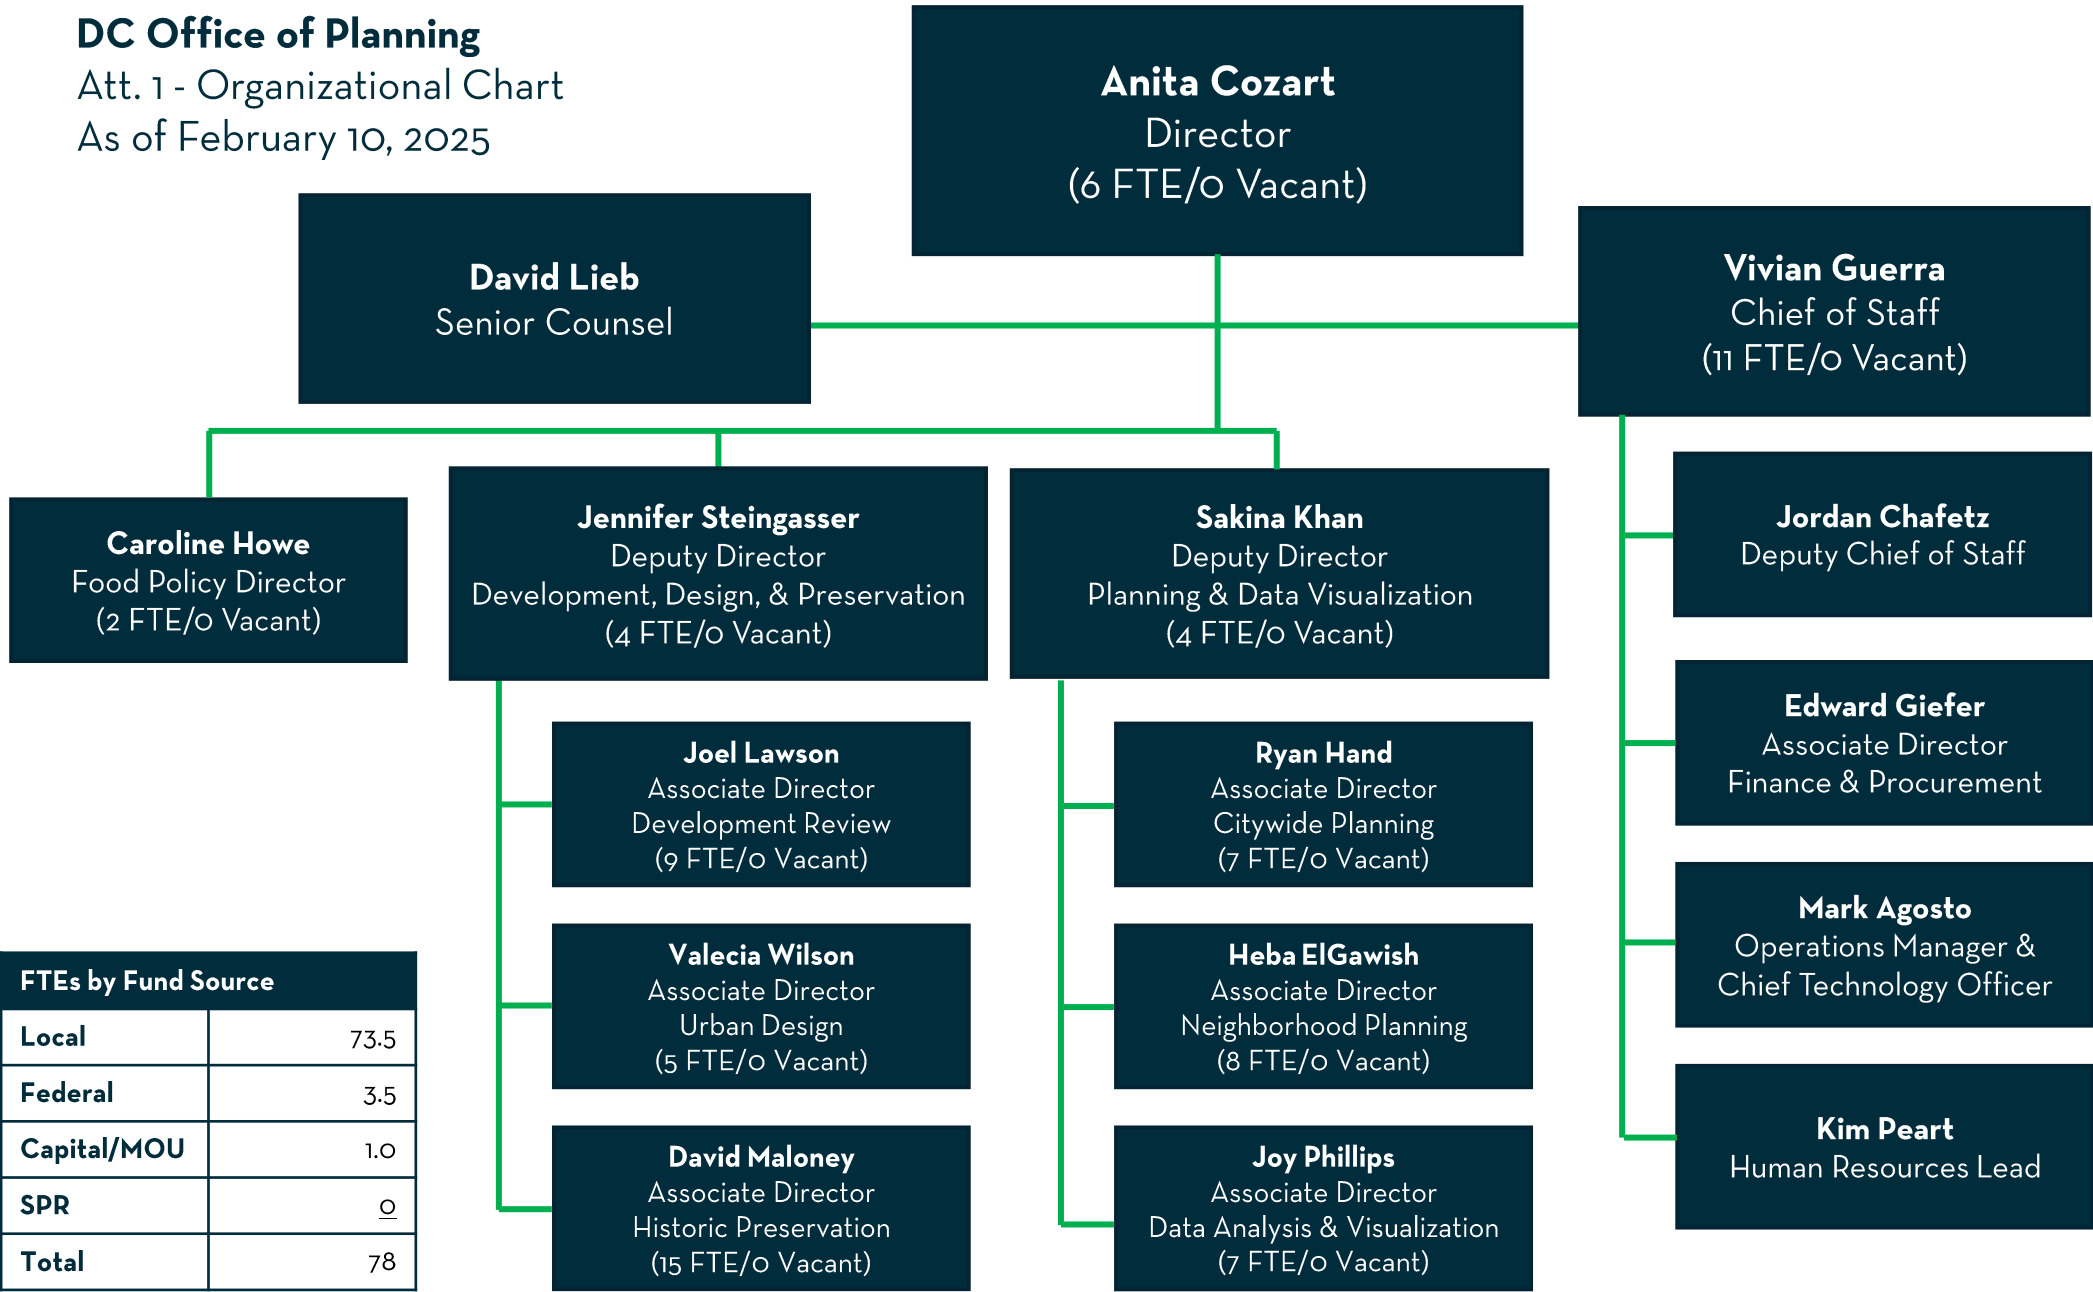 DC Office of Planning
Att. 1 - Organizational Chart
As of February 10, 2025
Anita Cozart
Director
(6 FTE/0 Vacant)
David Lieb
Senior Counsel
Vivian Guerra
Chief of Staff
(11 FTE/0 Vacant)
Caroline Howe
Food Policy Director
(2 FTE/0 Vacant)
Jennifer Steingasser
Deputy Director
Development, Design, & Preservation
(4 FTE/0 Vacant)
Sakina Khan
Deputy Director
Planning & Data Visualization
(4 FTE/0 Vacant)
Jordan Chafetz
Deputy Chief of Staff
Edward Giefer
Associate Director
Finance & Procurement
Mark Agosto
Operations Manager &
Chief Technology Officer
Kim Peart
Human Resources Lead
Joel Lawson
Associate Director
Development Review
(9 FTE/0 Vacant)
Valecia Wilson
Associate Director
Urban Design
(5 FTE/0 Vacant)
David Maloney
Associate Director
Historic Preservation
(15 FTE/0 Vacant)
Ryan Hand
Associate Director
Citywide Planning
(7 FTE/0 Vacant)
Heba ElGawish
Associate Director
Neighborhood Planning
(8 FTE/0 Vacant)
Joy Phillips
Associate Director
Data Analysis & Visualization
(7 FTE/0 Vacant)
FTEs by Fund Source
Local 73.5
Federal 3.5
Capital/MOU 1.0
SPR 0
Total 78